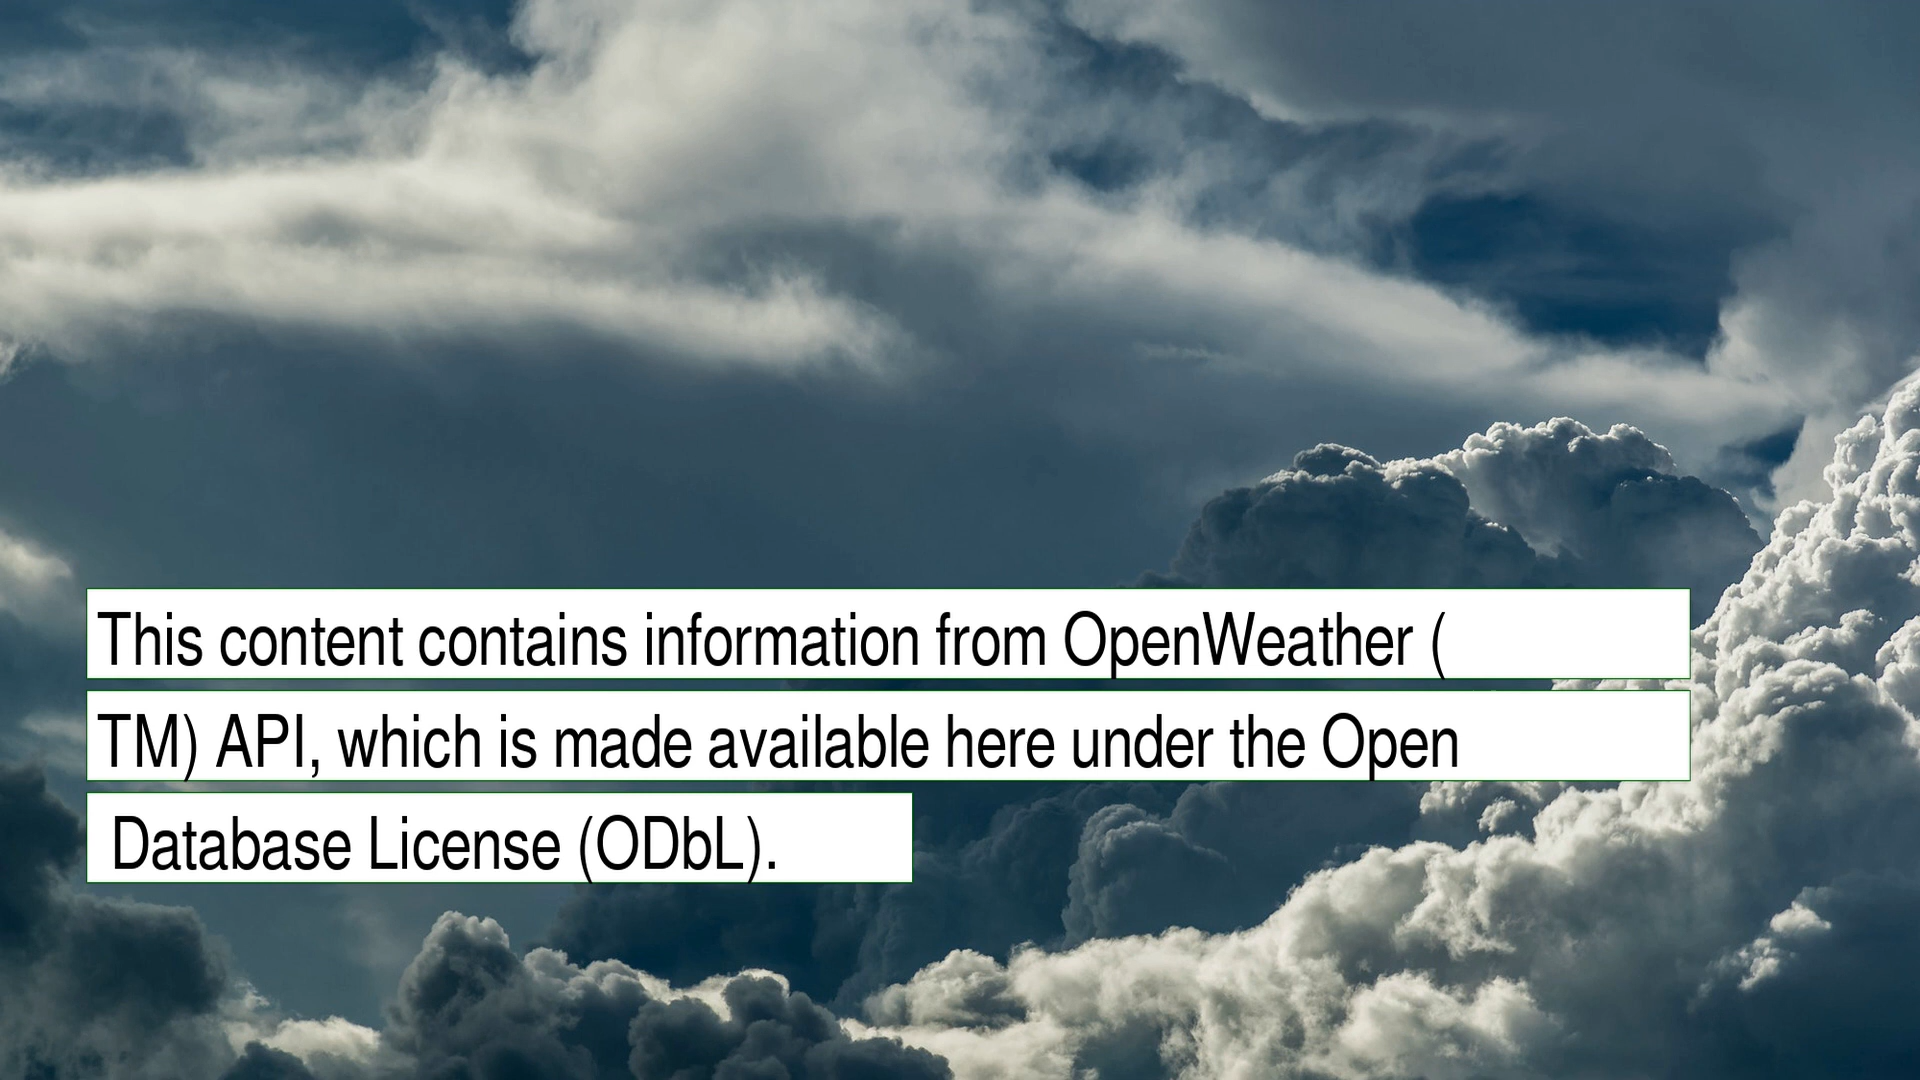 This content contains information from OpenWeather (
TM) API, which is made available here under the Open
Database License (ODbL).